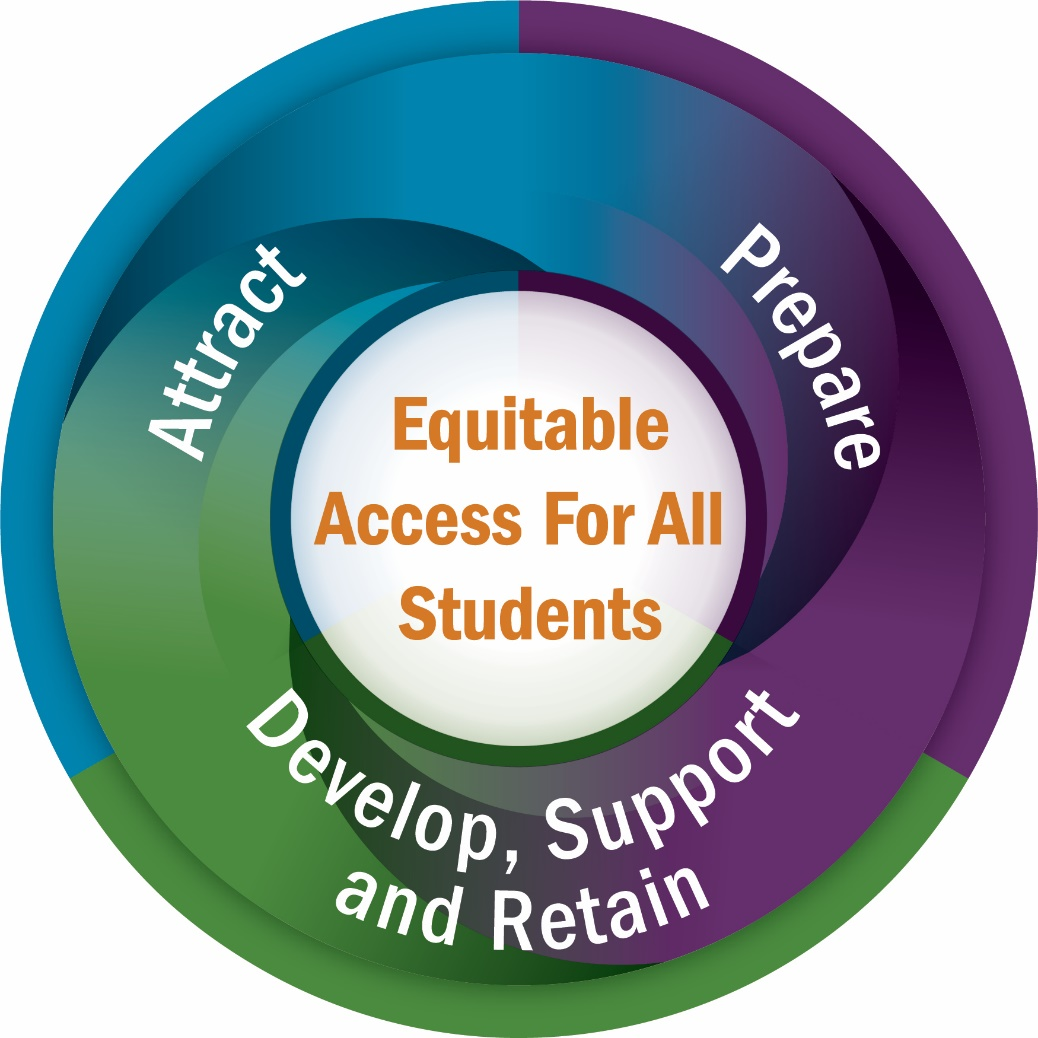 Attract
Prepare
Equitable
Access For All
Students
Develop, Support
and Retain